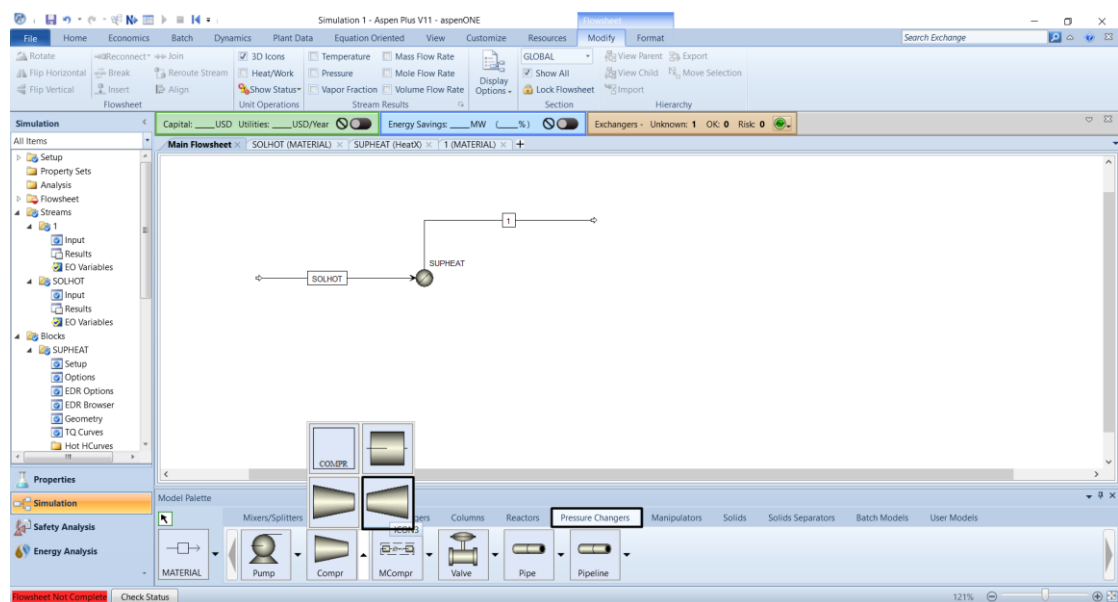 Simulation 1 - Aspen Plus V11 - aspenONE
Flowsheet
File Home Economics Batch Dynamics Plant Data Equation Oriented View Customize Resources Modify Format
Search Exchange
Rotate Reconnect Join 3D Icons Temperature Mass Flow Rate GLOBAL View Parent Export
Flip Horizontal Break Reroute Stream Heat/Work Pressure Mole Flow Rate Display Show All View Child Move Selection
Flip Vertical Insert Align Show Status Vapor Fraction Volume Flow Rate Options Lock Flowsheet Import
Flowsheet Unit Operations Stream Results Section Hierarchy
Simulation
Capital: ____USD Utilities: ____USD/Year Energy Savings: ____MW (____%) Exchangers - Unknown: 1 OK: 0 Risk: 0
All Items
Main Flowsheet SOLHOT (MATERIAL) SUPHEAT (HeatX) 1 (MATERIAL) +
Setup
Property Sets
Analysis
Flowsheet
Streams
1
Input
Results
EO Variables
SOLHOT
Input
Results
EO Variables
Blocks
SUPHEAT
Setup
Options
EDR Options
EDR Browser
Geometry
TQ Curves
Hot HCurves
1
SUPHEAT
SOLHOT
COMPR
ICON3
Properties
Simulation
Safety Analysis
Energy Analysis
Model Palette
Mixers/Splitters gers Columns Reactors Pressure Changers Manipulators Solids Solids Separators Batch Models User Models
MATERIAL Pump Compr MCompr Valve Pipe Pipeline
Flowsheet Not Complete Check Status 121%